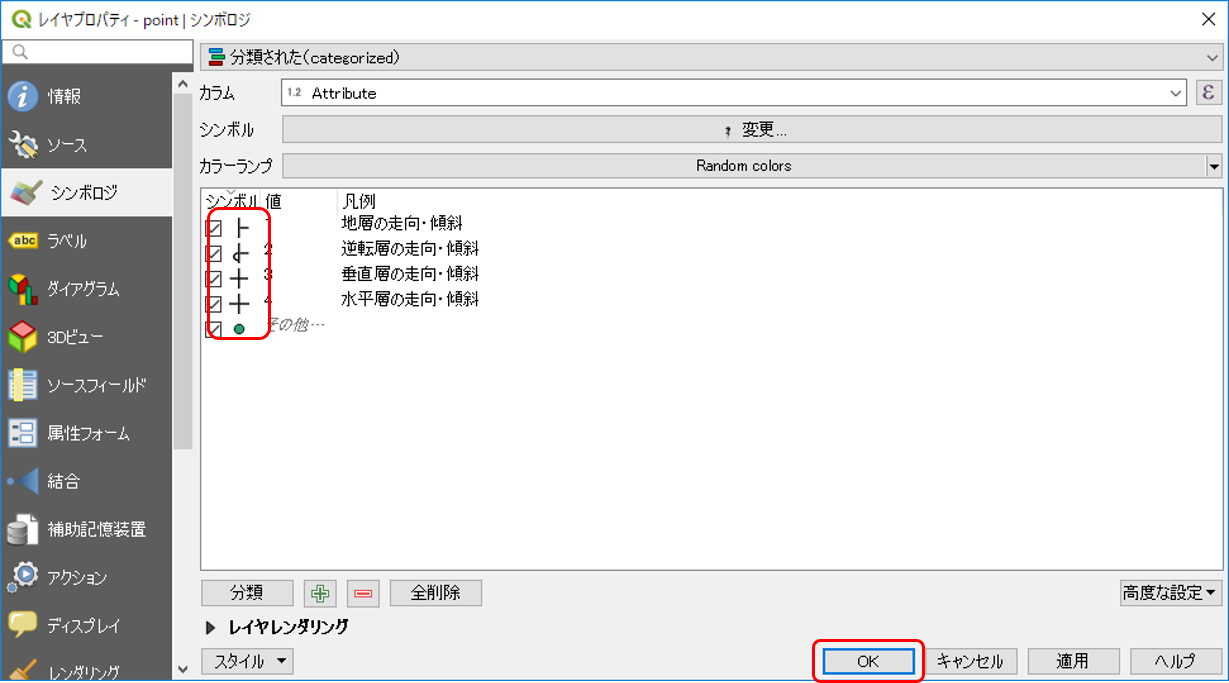 レイヤプロパティ - point | シンボロジ
分類された(categorized)
情報
ソース
シンボロジ
ラベル
ダイアグラム
3Dビュー
ソースフィールド
属性フォーム
結合
補助記憶装置
アクション
ディスプレイ
レンダリング
カラム 1.2 Attribute ε
シンボル 変更...
カラーランプ Random colors
シンボル 値 凡例
地層の走向・傾斜
2 逆転層の走向・傾斜
3 垂直層の走向・傾斜
4 水平層の走向・傾斜
その他…
分類 全削除 高度な設定
レイヤレンダリング
スタイル OK キャンセル 適用 ヘルプ